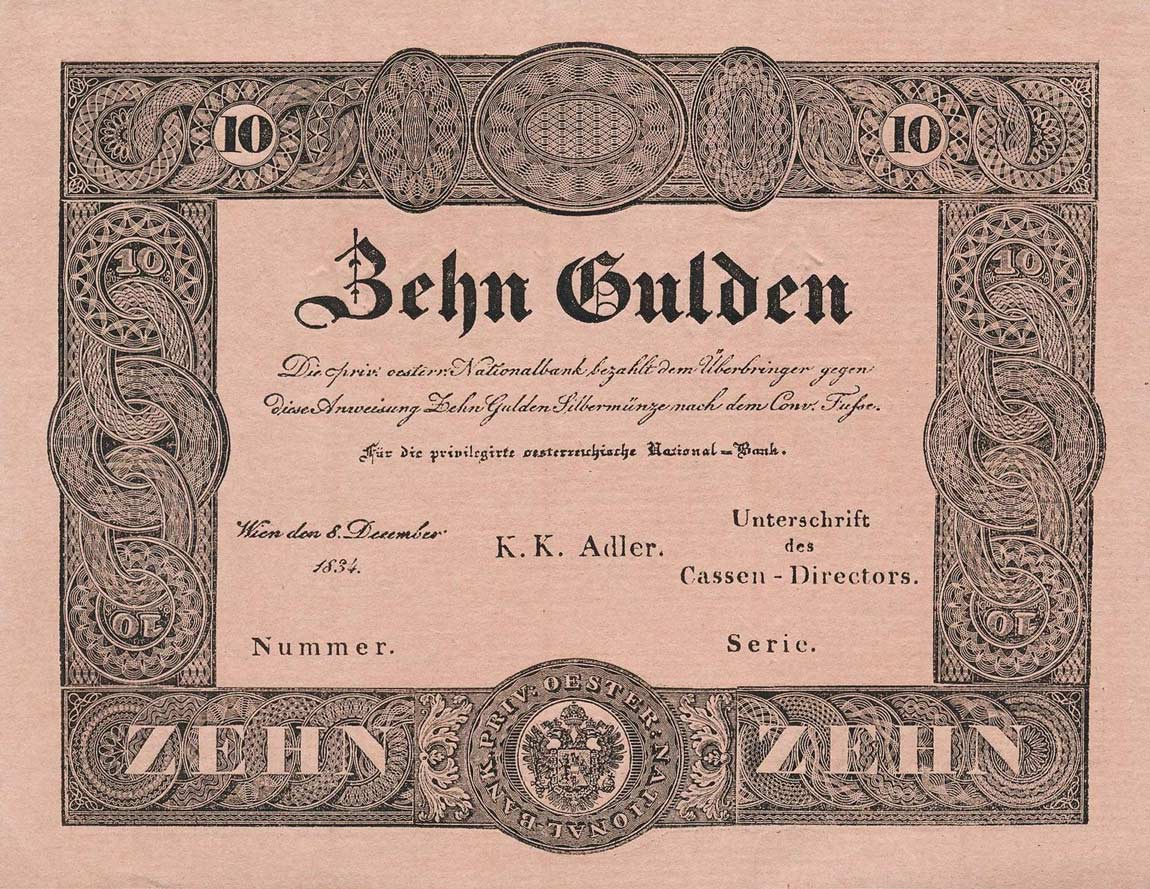 10 10
10 10
Zehn Gulden
Die priv: oesterr: Nationalbank bezahlt dem Überbringer gegen
diese Anweisung Zehn Gulden Silbermünze nach dem Conv. Fusse.
Für die privilegirte oesterreichische National=Bank.
Wien den 8. December
1834.
K. K. Adler.
Unterschrift
des
Cassen-Directors.
10 10
Nummer. Serie.
ZEHN ZEHN
PRIV: OESTER: NATIONAL-BANK